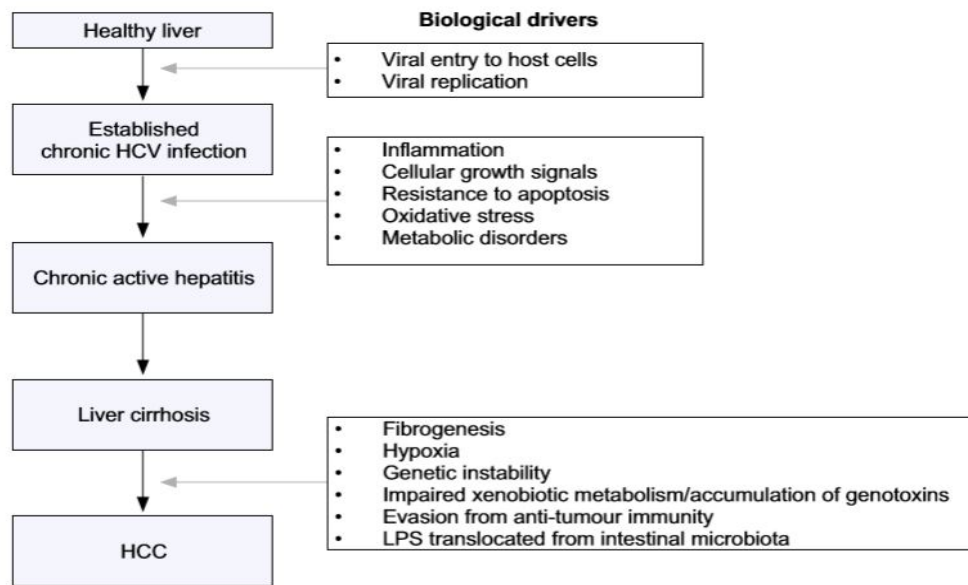 Biological drivers
Healthy liver
• Viral entry to host cells
• Viral replication
Established
chronic HCV infection
• Inflammation
• Cellular growth signals
• Resistance to apoptosis
• Oxidative stress
• Metabolic disorders
Chronic active hepatitis
Liver cirrhosis
• Fibrogenesis
• Hypoxia
• Genetic instability
• Impaired xenobiotic metabolism/accumulation of genotoxins
• Evasion from anti-tumour immunity
• LPS translocated from intestinal microbiota
HCC